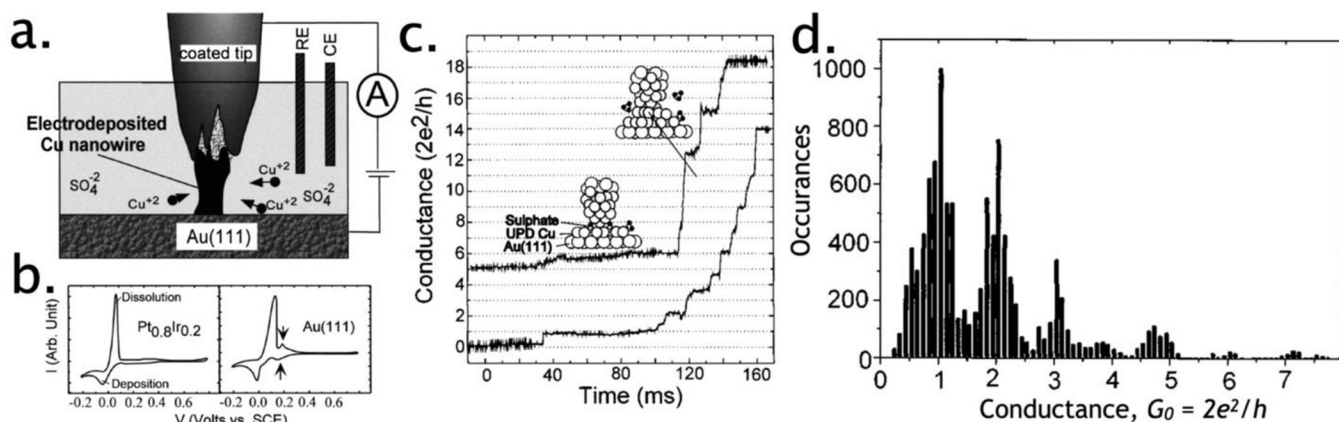 a.
coated tip
RE
CE
A
Electrodeposited
Cu nanowire
SO4-2
Cu+2
Cu+2
Cu+2
SO4-2
Au(111)
b.
I (Arb. Unit)
Dissolution
Pt0.8Ir0.2
Deposition
Au(111)
-0.2 0.0 0.2 0.4 0.6
-0.2 0.0 0.2 0.4 0.6
V (Volts vs. SCE)
c.
Conductance (2e2/h)
18
16
14
12
10
8
6
4
2
0
Sulphate
UPD Cu
Au(111)
0 40 80 120 160
Time (ms)
d.
Occurances
1000
800
600
400
200
0
0 1 2 3 4 5 6 7
Conductance, G0 = 2e2/h